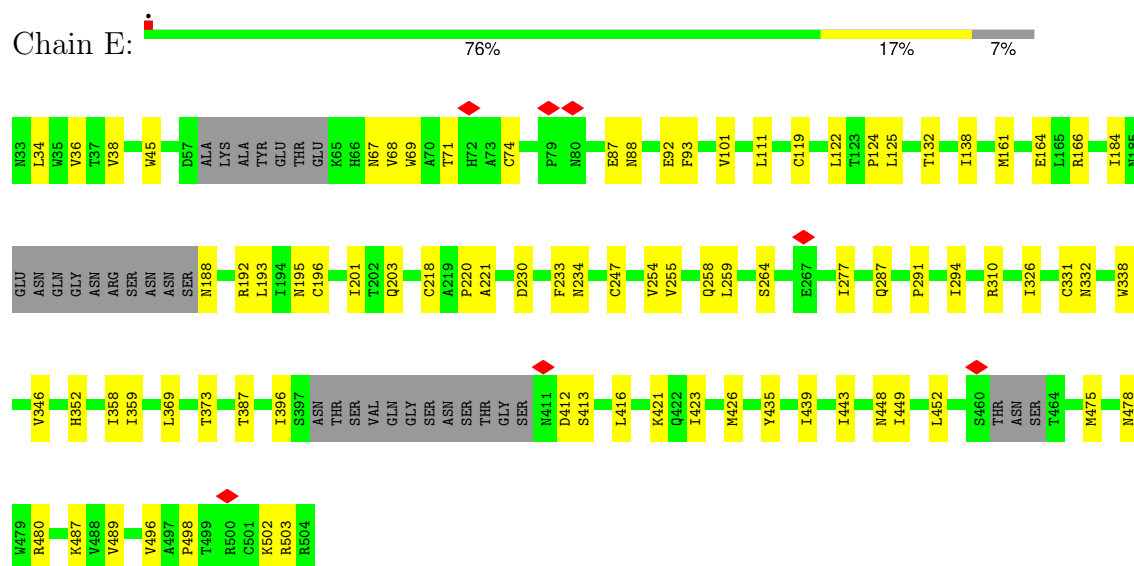 Chain E:
76% 17% 7%
N33 L34 W35 V36 T37 V38 W45 D57 ALA LYS ALA TYR GLU THR GLU K65 H66 N67 V68 W69 A70 T71 H72 A73 C74 P79 N80 E87 N88 E92 F93 V101 L111 C119 L122 T123 P124 L125 T132 I138 M161 E164 L165 R166 I184 N185
GLU ASN GLN GLY ASN ARG SER ASN ASN SER N188 R192 L193 I194 N195 C196 I201 T202 Q203 C218 A219 P220 A221 D230 F233 N234 C247 V254 V255 Q258 L259 S264 E267 I277 Q287 P291 I294 R310 I326 C331 N332 W338
V346 H352 I358 I359 L369 T373 T387 I396 S397 ASN THR SER VAL GLN GLY SER ASN SER THR GLY SER N411 D412 S413 L416 K421 Q422 I423 M426 Y435 I439 I443 N448 I449 L452 S460 THR ASN SER T464 M475 N478
W479 R480 K487 V488 V489 V496 A497 P498 T499 R500 C501 K502 R503 R504